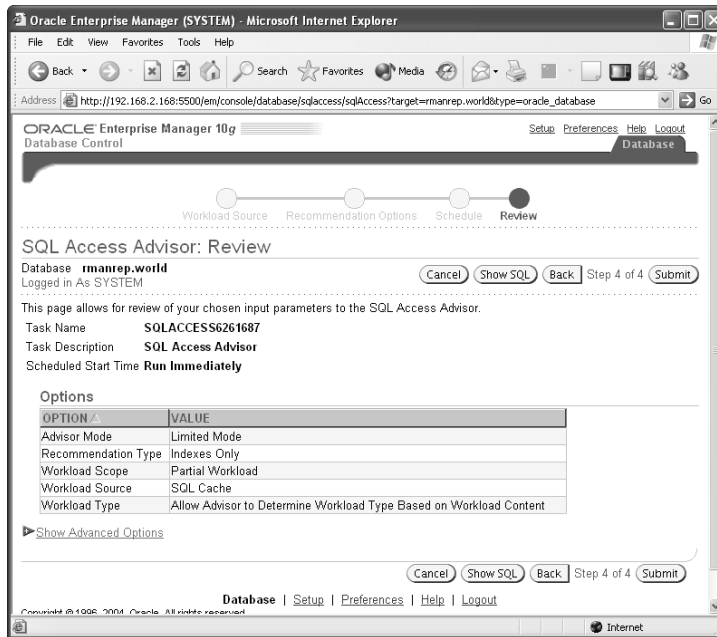 Oracle Enterprise Manager (SYSTEM) - Microsoft Internet Explorer
File Edit View Favorites Tools Help
Back Search Favorites Media
Address http://192.168.2.168:5500/em/console/database/sqlaccess/sqlAccess?target=rmanrep.world&type=oracle_database Go
ORACLE Enterprise Manager 10g
Database Control
Setup Preferences Help Logout
Database
Workload Source Recommendation Options Schedule Review
SQL Access Advisor: Review
Database rmanrep.world
Logged in As SYSTEM
Cancel Show SQL Back Step 4 of 4 Submit
This page allows for review of your chosen input parameters to the SQL Access Advisor.
Task Name SQLACCESS6261687
Task Description SQL Access Advisor
Scheduled Start Time Run Immediately
Options
OPTION VALUE
Advisor Mode Limited Mode
Recommendation Type Indexes Only
Workload Scope Partial Workload
Workload Source SQL Cache
Workload Type Allow Advisor to Determine Workload Type Based on Workload Content
Show Advanced Options
Cancel Show SQL Back Step 4 of 4 Submit
Database | Setup | Preferences | Help | Logout
Copyright © 1996, 2004, Oracle. All rights reserved.
Internet